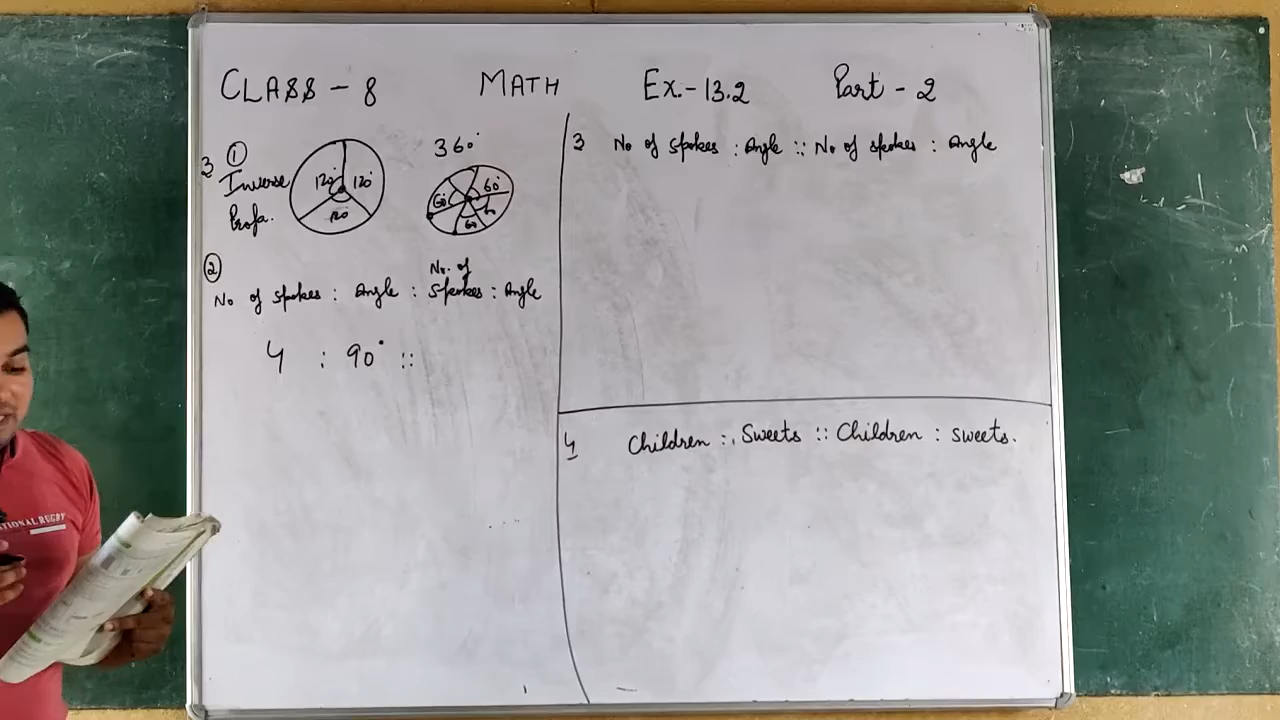 CLASS - 8 MATH Ex.- 13.2 Part - 2
3 ① Inverse
Propo.
120° 120°
120
360°
60° 60°
60 60
②
No. of
No of spokes : Angle : Spokes : Angle
4 : 90° ::
3 No of spokes : Angle :: No of spokes : Angle
4 Children : Sweets :: Children : sweets.
TIONAL RUGBY